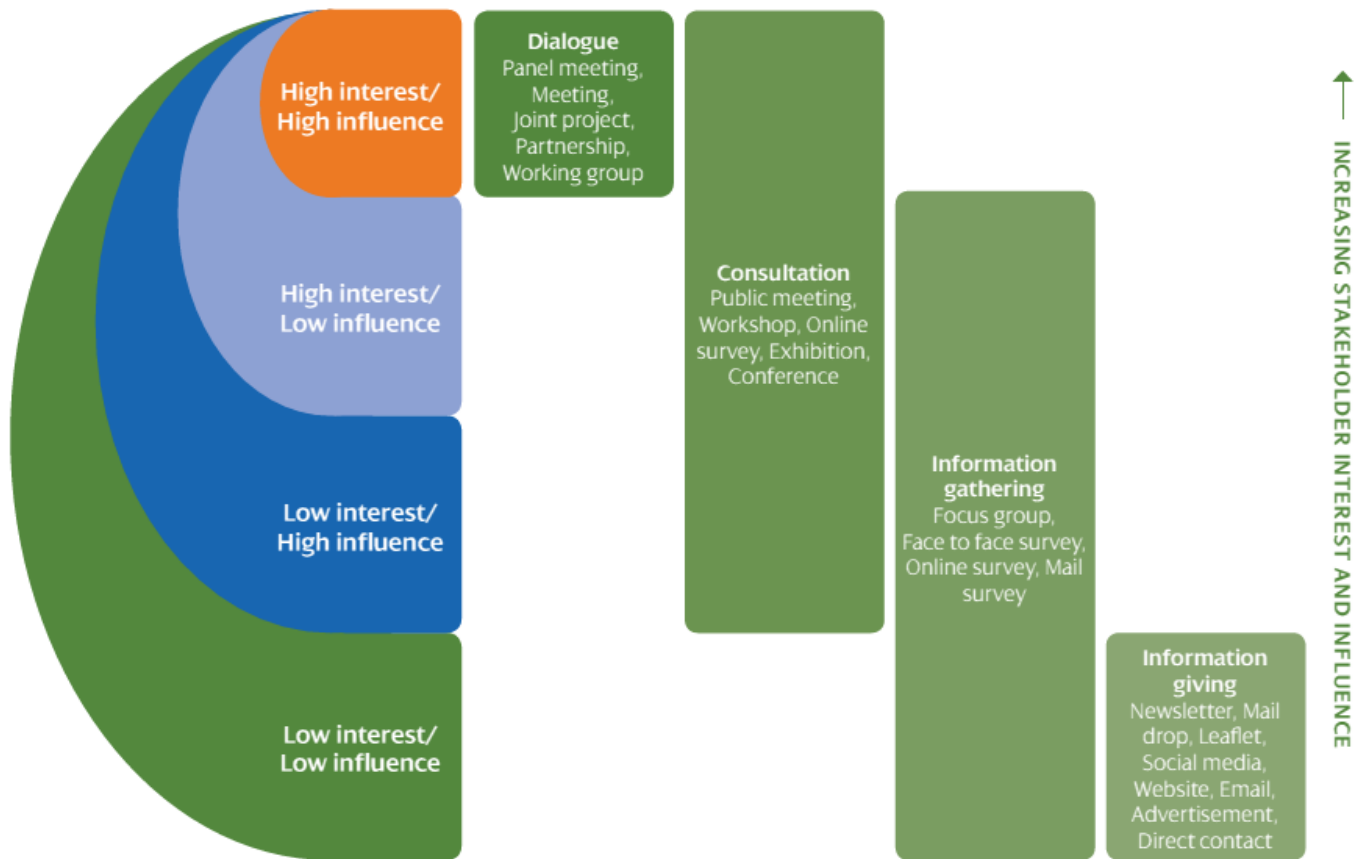 High interest/
High influence
High interest/
Low influence
Low interest/
High influence
Low interest/
Low influence
Dialogue
Panel meeting,
Meeting,
Joint project,
Partnership,
Working group
Consultation
Public meeting,
Workshop, Online
survey, Exhibition,
Conference
Information
gathering
Focus group,
Face to face survey,
Online survey, Mail
survey
Information
giving
Newsletter, Mail
drop, Leaflet,
Social media,
Website, Email,
Advertisement,
Direct contact
INCREASING STAKEHOLDER INTEREST AND INFLUENCE